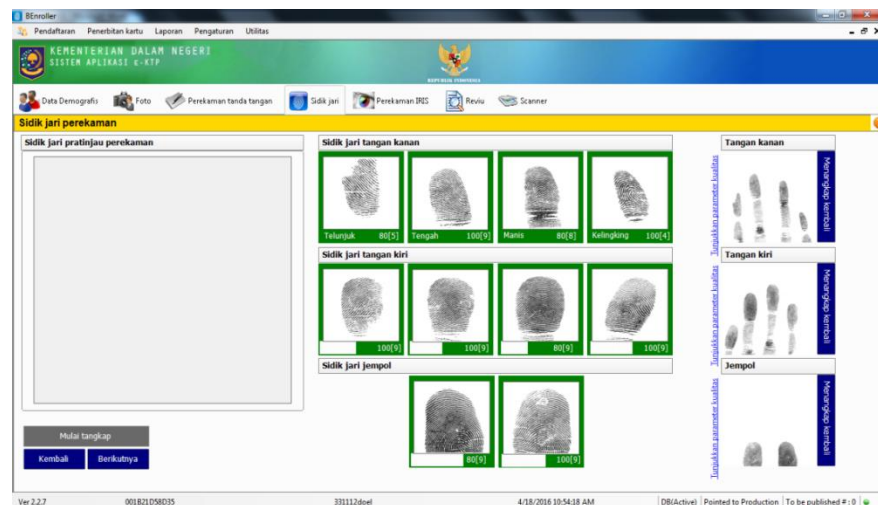 BEnroller
Pendaftaran Penerbitan kartu Laporan Pengaturan Utilitas
KEMENTERIAN DALAM NEGERI
SISTEM APLIKASI e-KTP
REPUBLIK INDONESIA
Data Demografis Foto Perekaman tanda tangan Sidik jari Perekaman IRIS Reviu Scanner
Sidik jari perekaman
Sidik jari pratinjau perekaman
Sidik jari tangan kanan
Telunjuk 80[5] Tengah 100[9] Manis 80[8] Kelingking 100[4]
Sidik jari tangan kiri
100[9] 100[9] 80[9] 100[9]
Sidik jari jempol
80[9] 100[9]
Tangan kanan
Tunjukkan parameter kualitas
Menangkap kembali
Tangan kiri
Tunjukkan parameter kualitas
Menangkap kembali
Jempol
Tunjukkan parameter kualitas
Menangkap kembali
Mulai tangkap
Kembali Berikutnya
Ver 2.2.7 001B21D58D35 331112doel 4/18/2016 10:54:18 AM DB(Active) Pointed to Production To be published # : 0